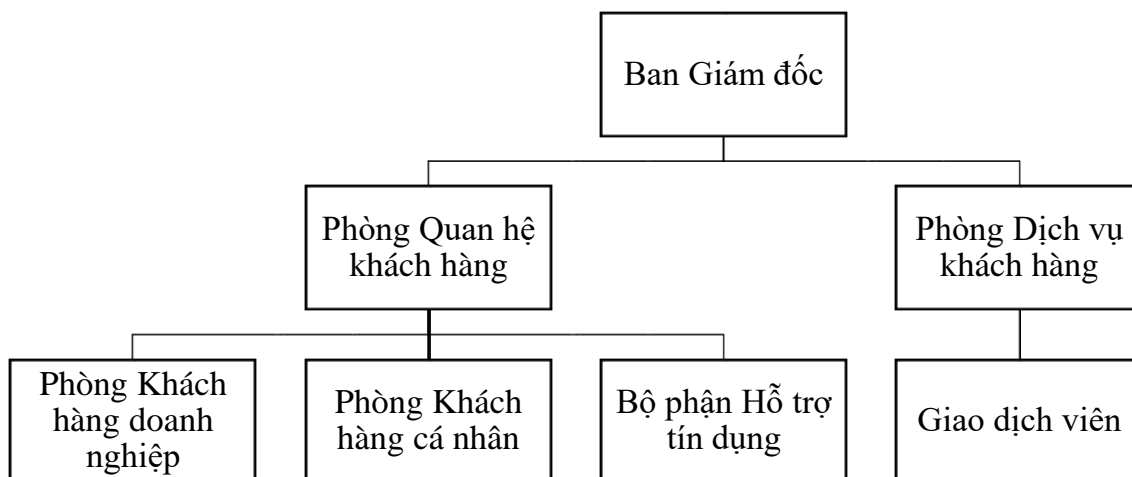 Ban Giám đốc
Phòng Quan hệ
khách hàng
Phòng Dịch vụ
khách hàng
Phòng Khách
hàng doanh
nghiệp
Phòng Khách
hàng cá nhân
Bộ phận Hỗ trợ
tín dụng
Giao dịch viên